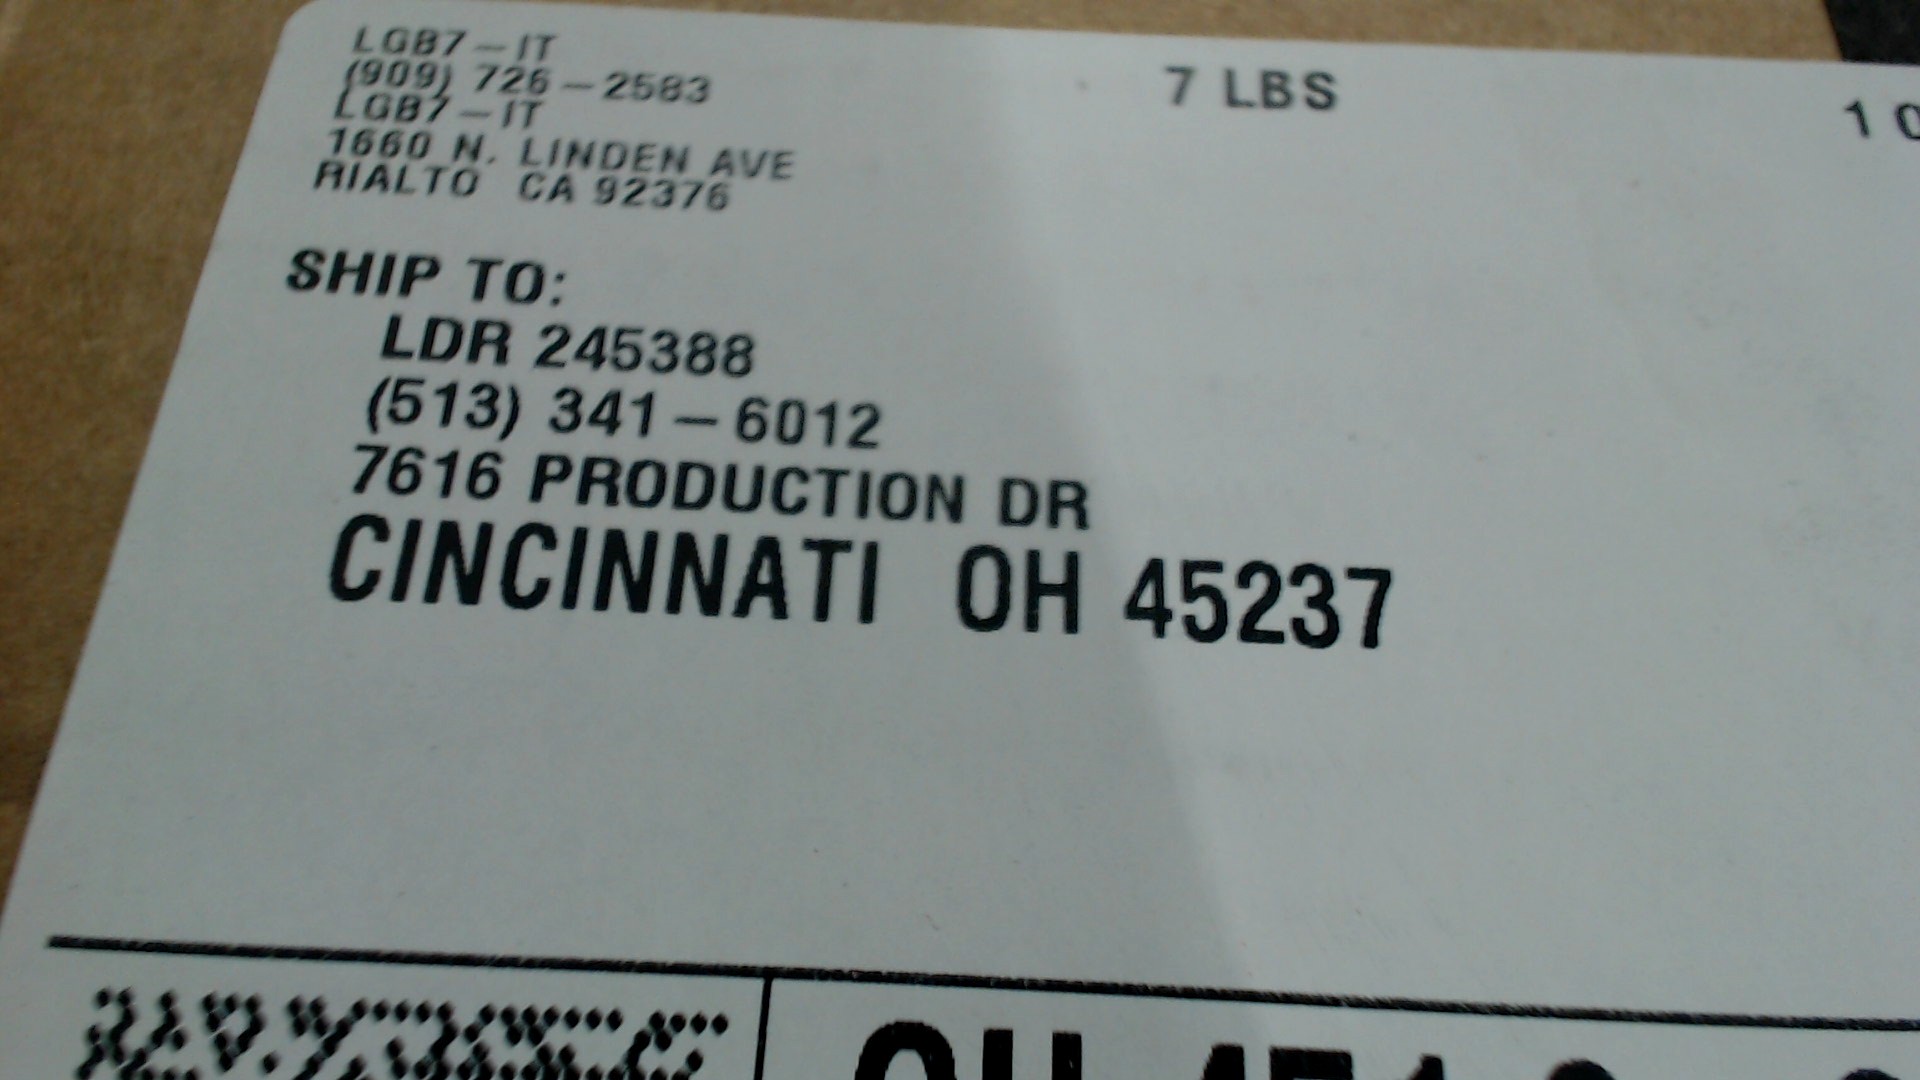 LGB7-IT
(909) 726-2583
LGB7-IT
1660 N. LINDEN AVE
RIALTO CA 92376
7 LBS
1 O
SHIP TO:
LDR 245388
(513) 341-6012
7616 PRODUCTION DR
CINCINNATI OH 45237